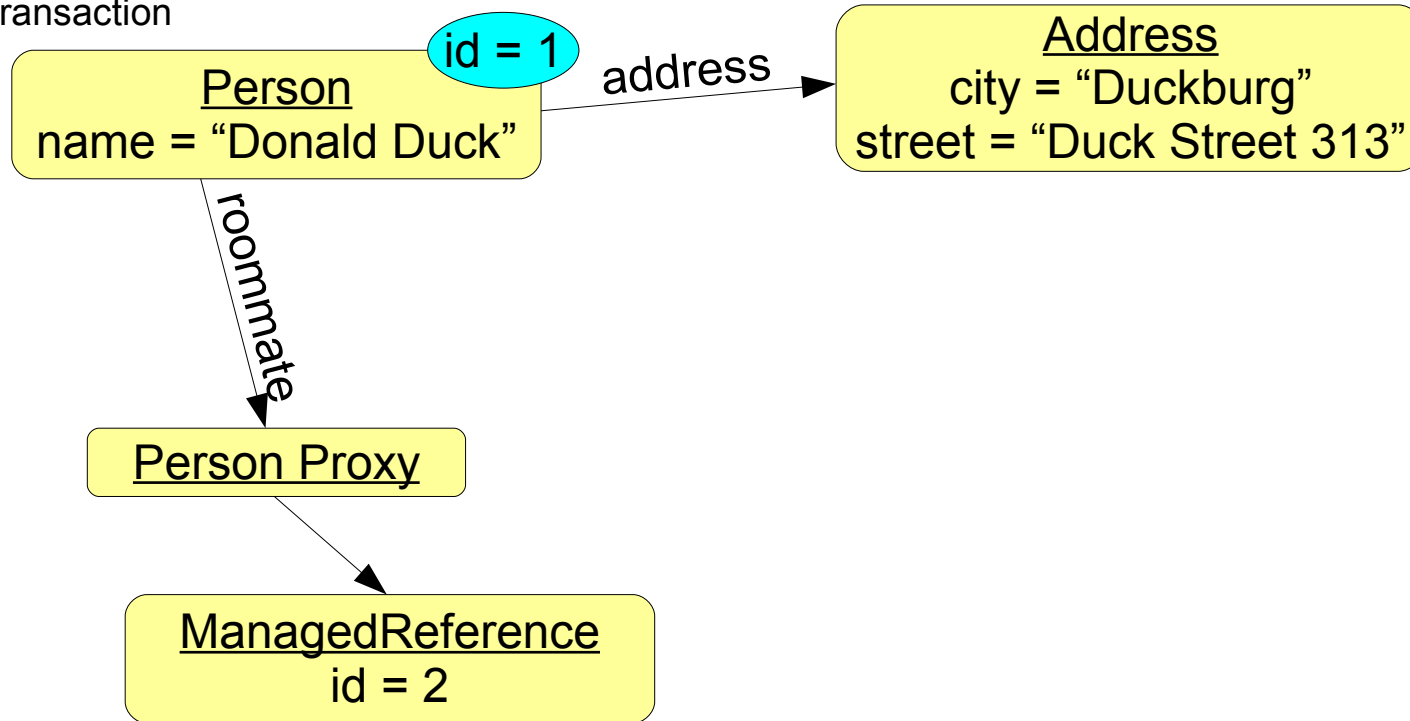 ransaction
id = 1
Person
name = “Donald Duck”
address
Address
city = “Duckburg”
street = “Duck Street 313”
roommate
Person Proxy
ManagedReference
id = 2